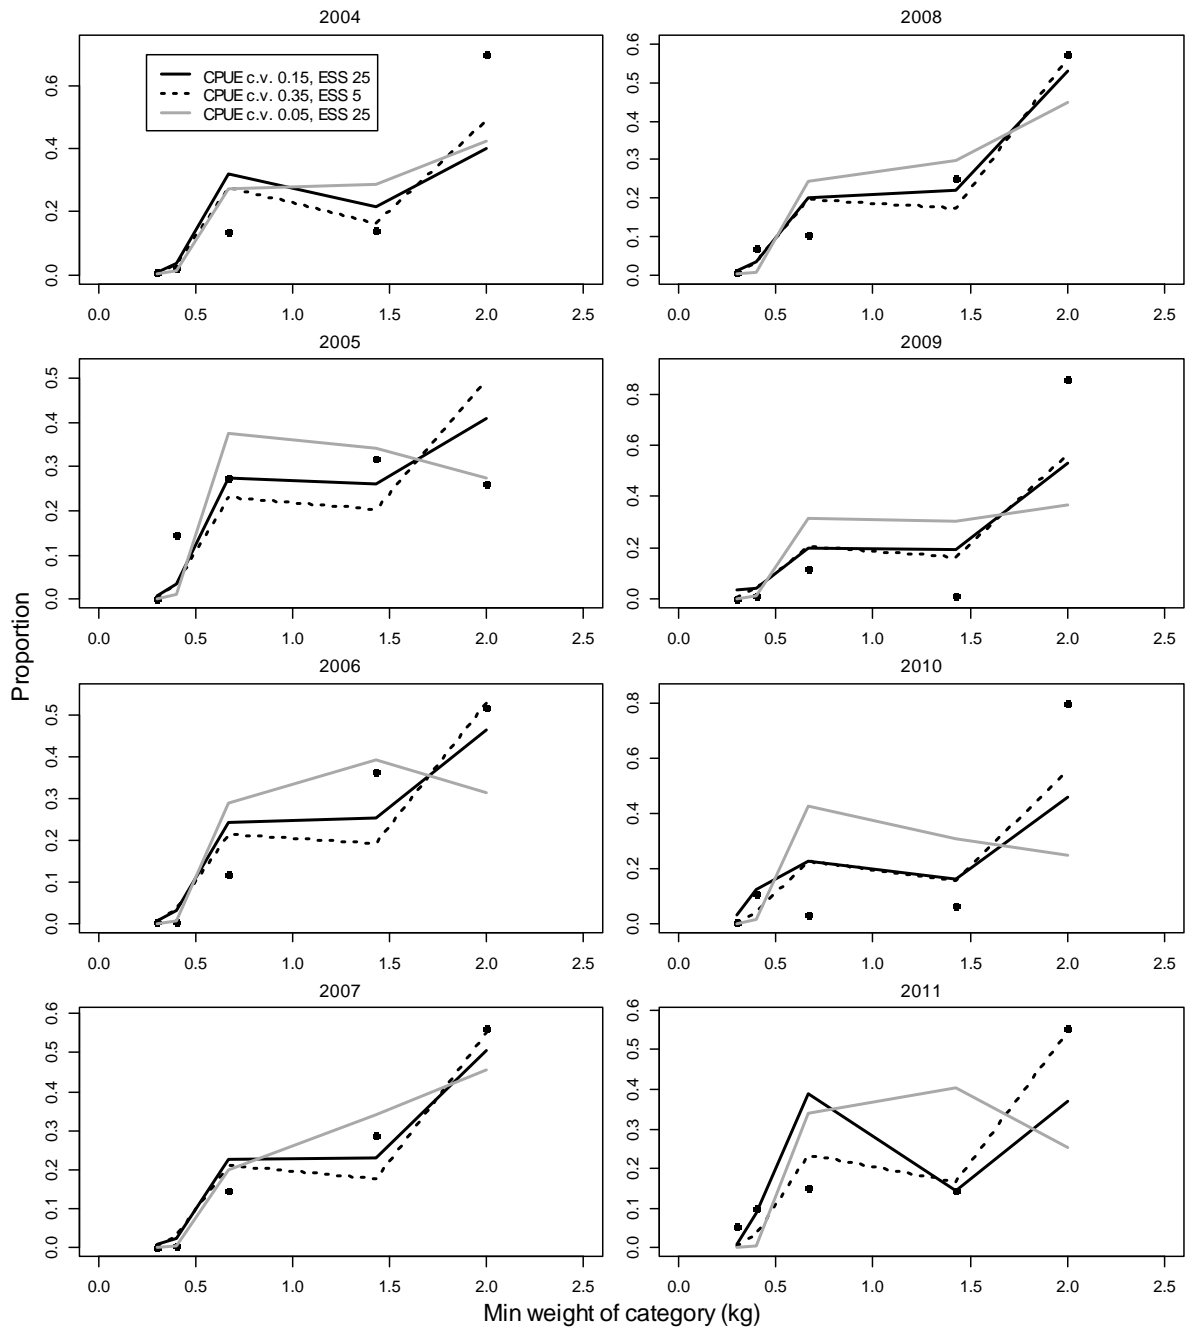 2004
0.0 0.2 0.4 0.6
CPUE c.v. 0.15, ESS 25
CPUE c.v. 0.35, ESS 5
CPUE c.v. 0.05, ESS 25
0.0 0.5 1.0 1.5 2.0 2.5
2008
0.0 0.1 0.2 0.3 0.4 0.5 0.6
0.0 0.5 1.0 1.5 2.0 2.5
2005
0.0 0.1 0.2 0.3 0.4 0.5
0.0 0.5 1.0 1.5 2.0 2.5
2009
0.0 0.2 0.4 0.6 0.8
0.0 0.5 1.0 1.5 2.0 2.5
Proportion
2006
0.0 0.1 0.2 0.3 0.4 0.5
0.0 0.5 1.0 1.5 2.0 2.5
2010
0.0 0.2 0.4 0.6 0.8
0.0 0.5 1.0 1.5 2.0 2.5
2007
0.0 0.1 0.2 0.3 0.4 0.5 0.6
0.0 0.5 1.0 1.5 2.0 2.5
2011
0.0 0.1 0.2 0.3 0.4 0.5 0.6
0.0 0.5 1.0 1.5 2.0 2.5
Min weight of category (kg)